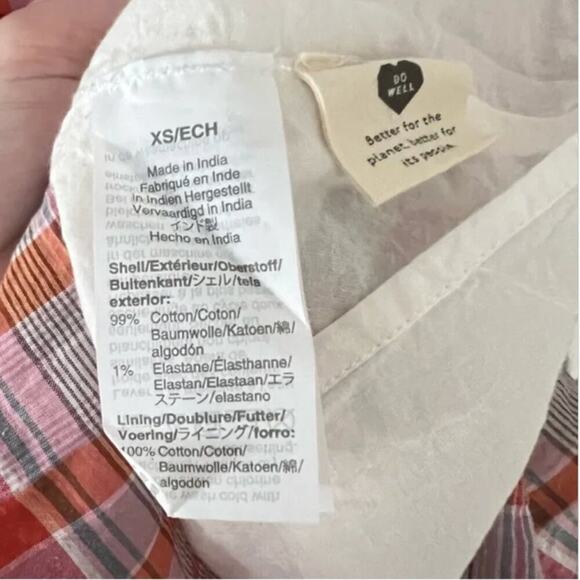 XS/ECH
Made in India
Fabriqué en Inde
In Indien Hergestellt
Vervaardigd in India
インド製
Hecho en India
Shell/Extérieur/Oberstoff/
Buitenkant/シェル/tela
exterior:
99% Cotton/Coton/
Baumwolle/Katoen/綿/
algodón
1% Elastane/Élasthanne/
Elastan/Elastaan/エラ
ステーン/elastano
Lining/Doublure/Futter/
Voering/ライニング/forro:
100% Cotton/Coton/
Baumwolle/Katoen/綿/
algodón
DO
WELL
Better for the
planet, better for
its people.